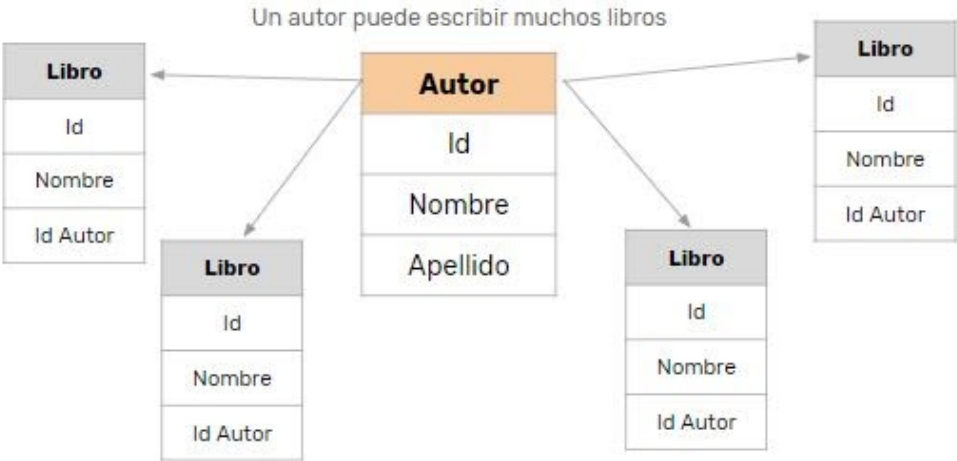 Un autor puede escribir muchos libros
Libro
Id
Nombre
Id Autor
Libro
Id
Nombre
Id Autor
Autor
Id
Nombre
Apellido
Libro
Id
Nombre
Id Autor
Libro
Id
Nombre
Id Autor